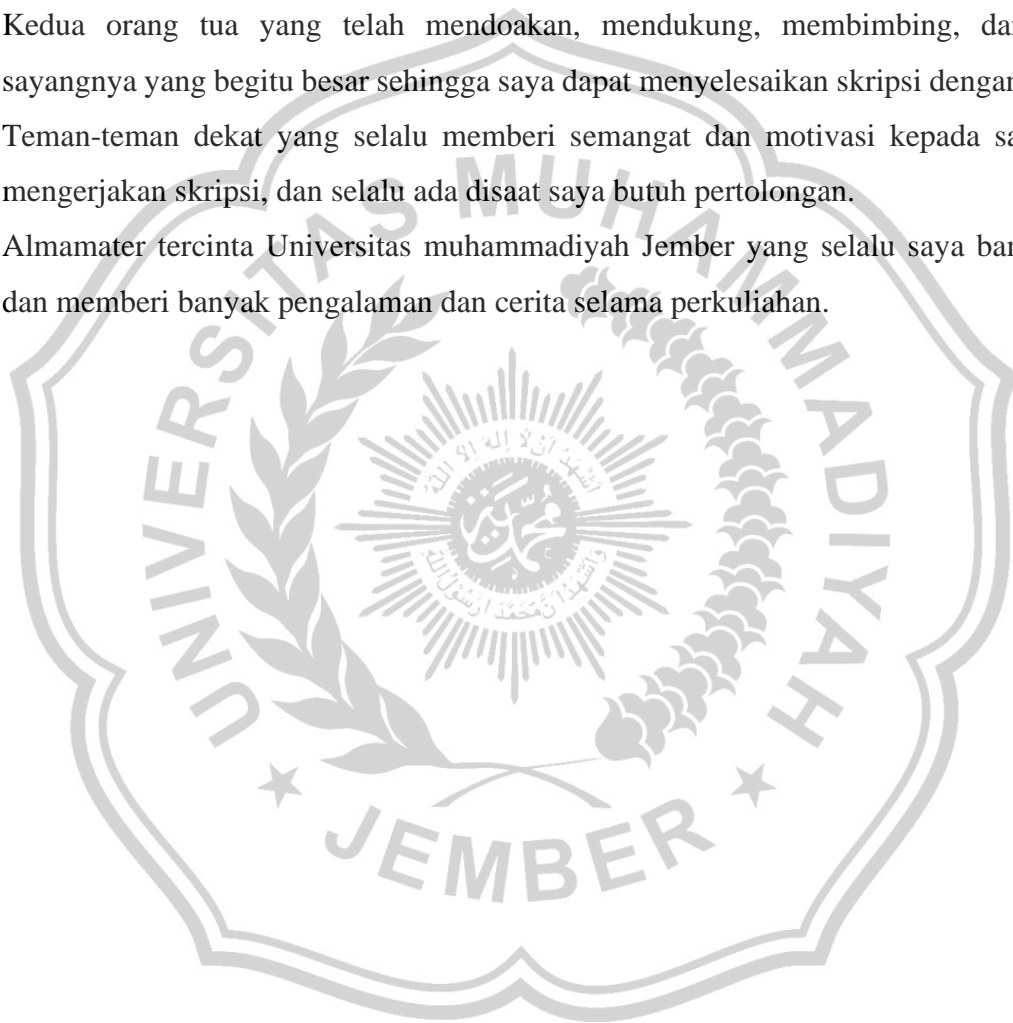 Kedua orang tua yang telah mendoakan, mendukung, membimbing, da
sayangnya yang begitu besar sehingga saya dapat menyelesaikan skripsi dengan
Teman-teman dekat yang selalu memberi semangat dan motivasi kepada sa
mengerjakan skripsi, dan selalu ada disaat saya butuh pertolongan.
Almamater tercinta Universitas muhammadiyah Jember yang selalu saya ban
dan memberi banyak pengalaman dan cerita selama perkuliahan.
UNIVERSITAS MUHAMMADIYAH
JEMBER